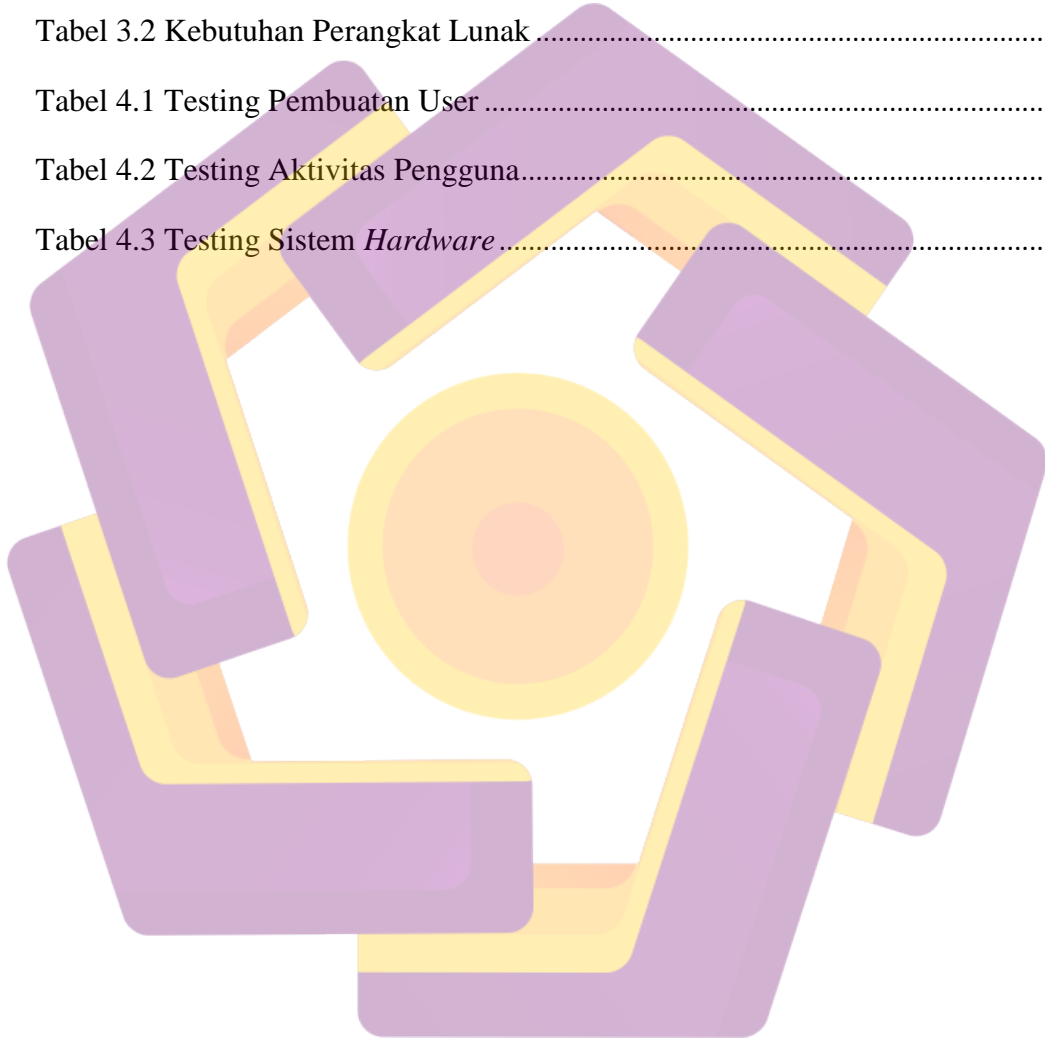 Tabel 3.2 Kebutuhan Perangkat Lunak ................................................................
Tabel 4.1 Testing Pembuatan User ......................................................................
Tabel 4.2 Testing Aktivitas Pengguna..................................................................
Tabel 4.3 Testing Sistem Hardware ....................................................................